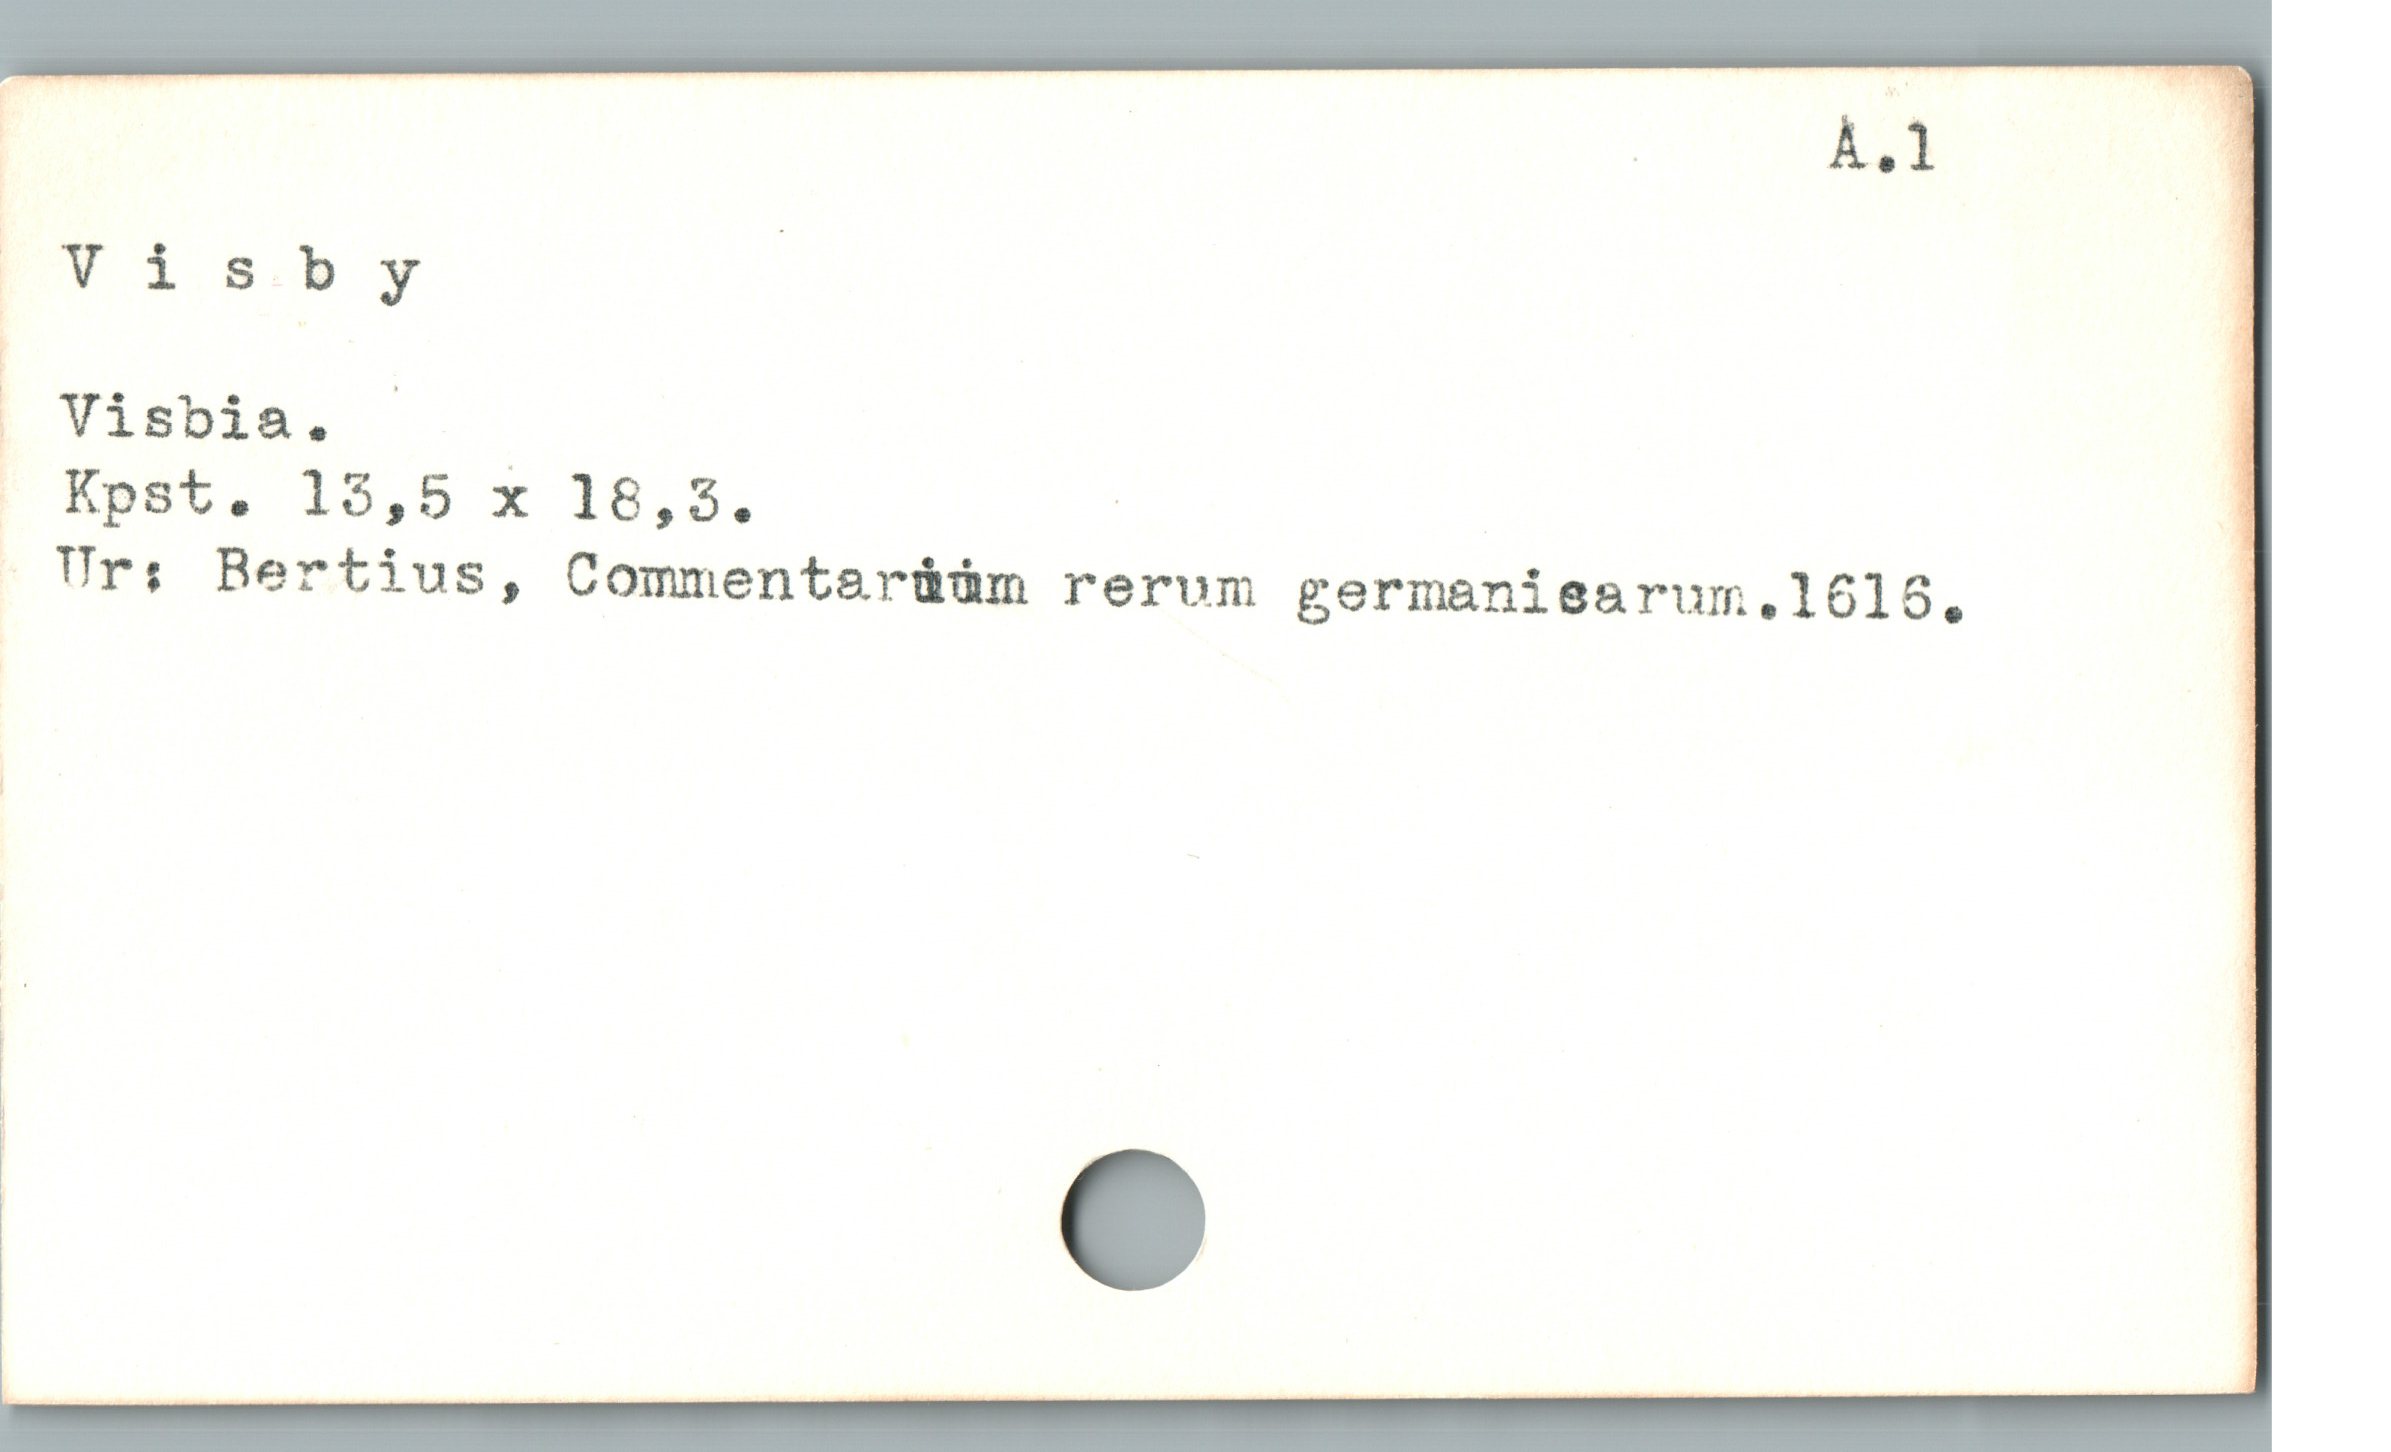 A.1
V i s b y
Visbia.
Kpst. 13,5 x 18,3.
Ur: Bertius, Commentarium rerum germanicarum.1616.